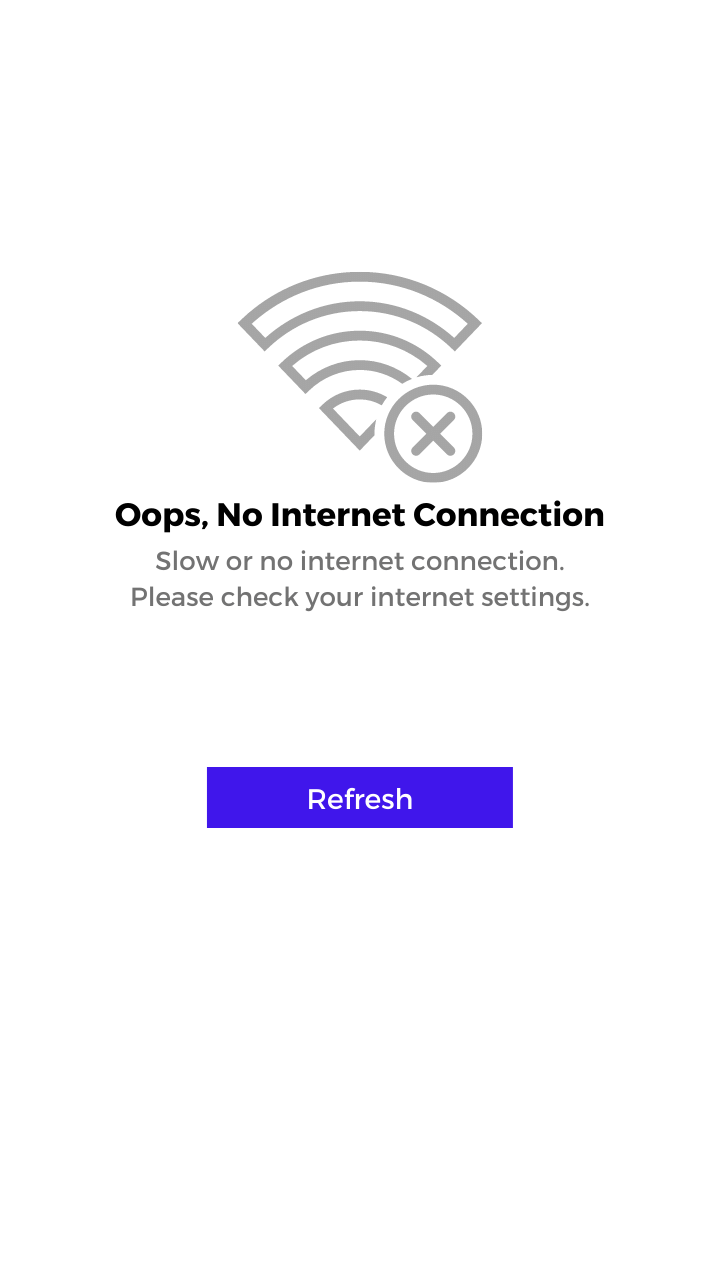 Oops, No Internet Connection
Slow or no internet connection.
Please check your internet settings.
Refresh